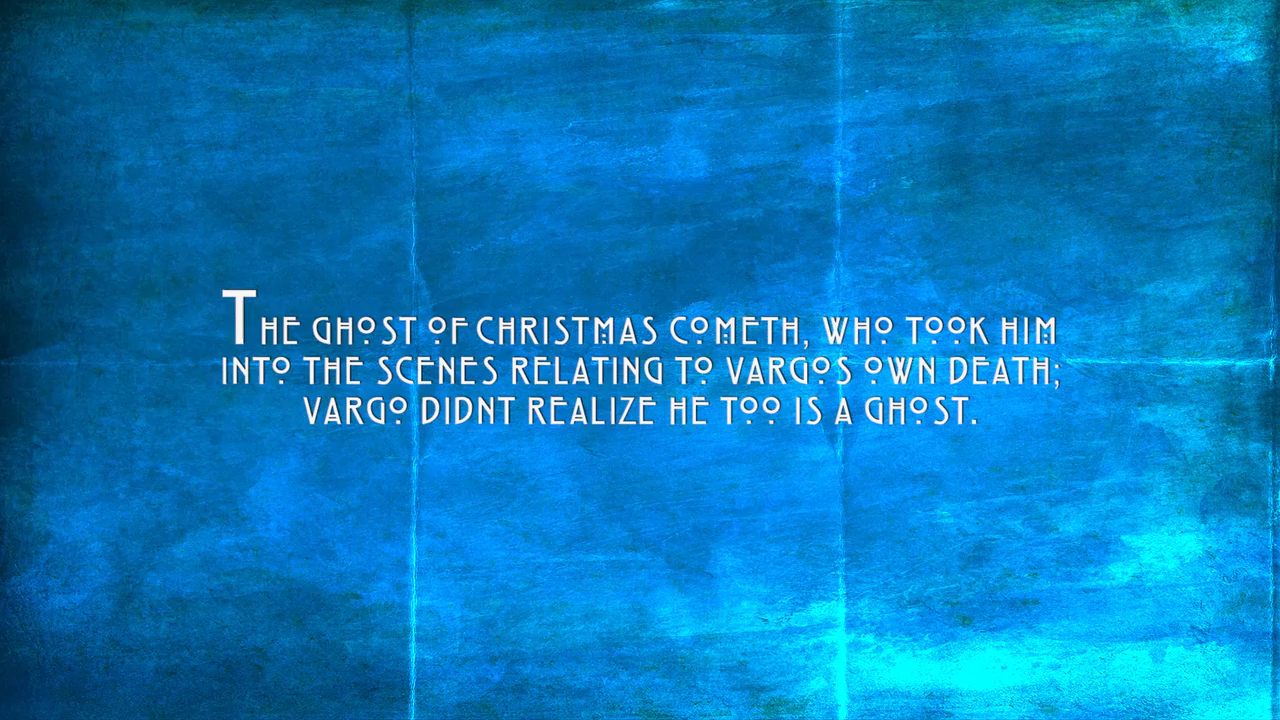 The ghost of Christmas cometh, who took him
into the scenes relating to Vargos own death;
Vargo didnt realize he too is a ghost.